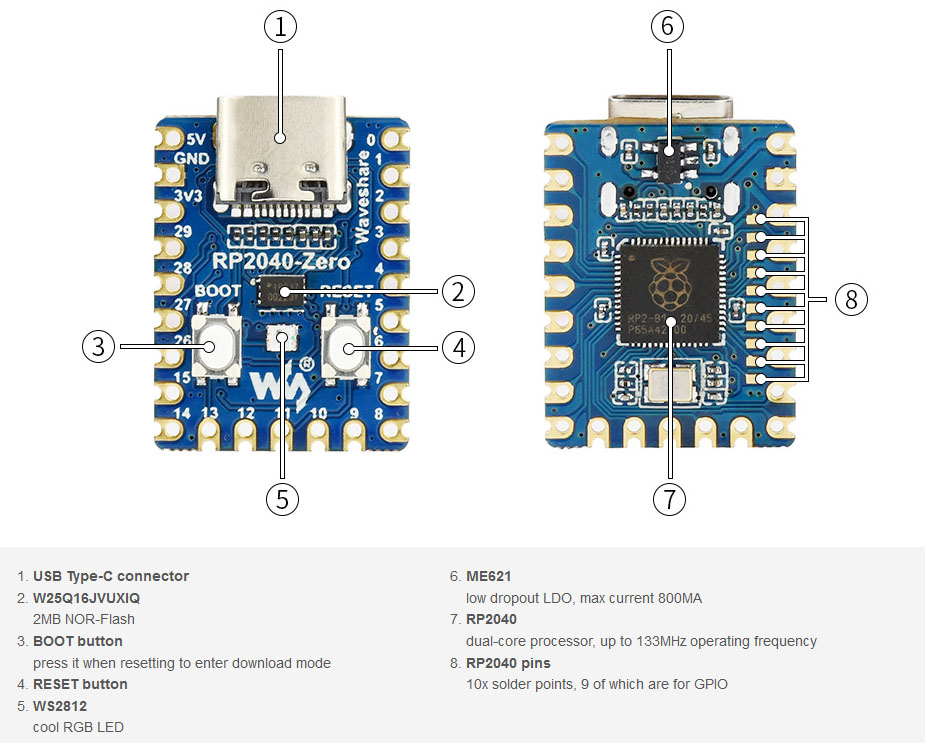 1
6
5V
0
GND
1
3V3
2
Waveshare
29
3
RP2040-Zero
28
4
BOOT
RESET
2
27
5
8
3
26
6
4
RP2-B 20/45
P65A42.00
7
15
®
14
13
12
11
10
9
8
5
7
1. USB Type-C connector
2. W25Q16JVUXIQ
2MB NOR-Flash
3. BOOT button
press it when resetting to enter download mode
4. RESET button
5. WS2812
cool RGB LED
6. ME621
low dropout LDO, max current 800MA
7. RP2040
dual-core processor, up to 133MHz operating frequency
8. RP2040 pins
10x solder points, 9 of which are for GPIO